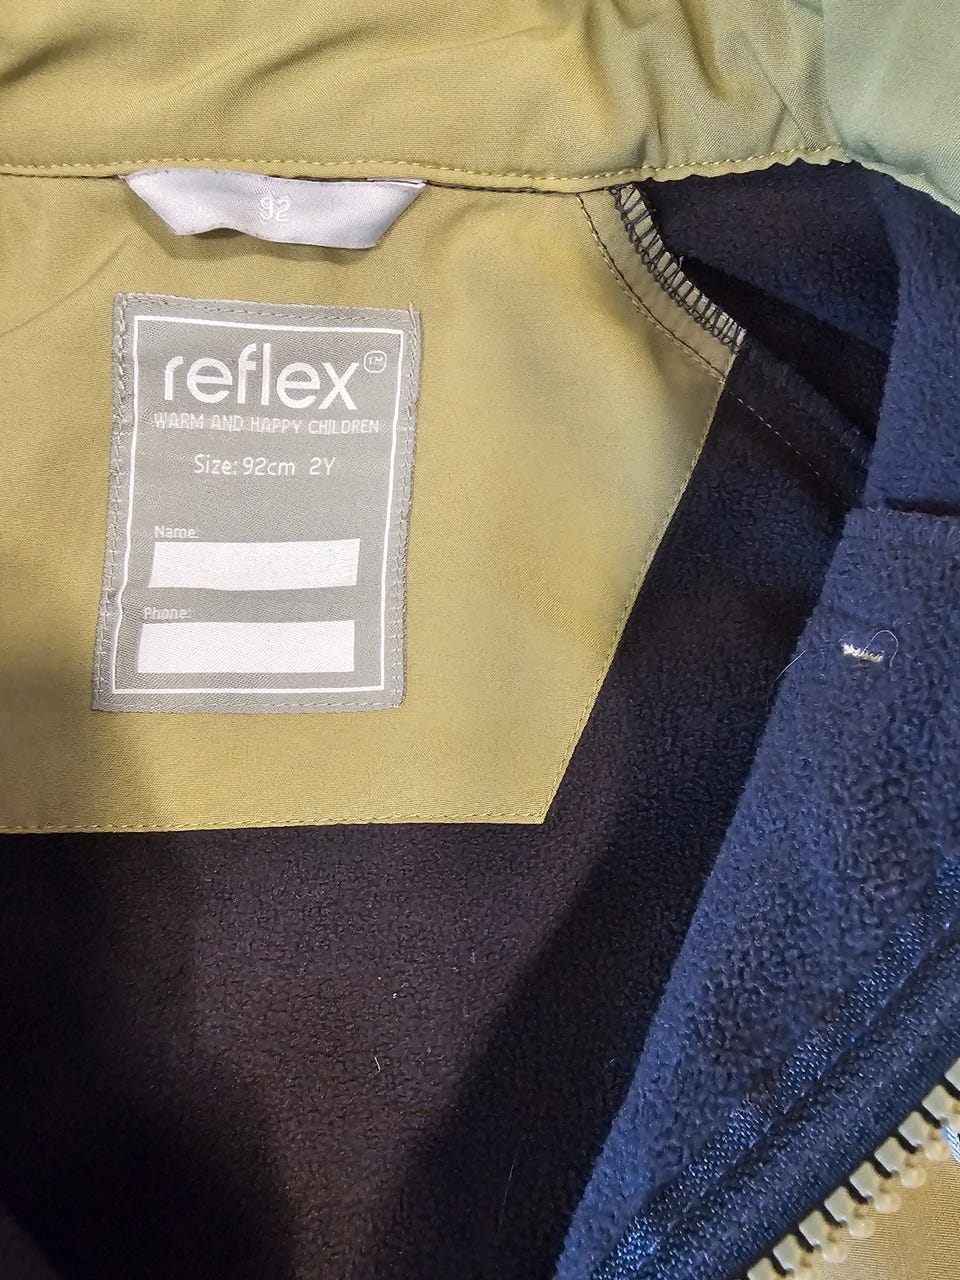 92
reflex™
WARM AND HAPPY CHILDREN
Size: 92cm 2Y
Name:
Phone: